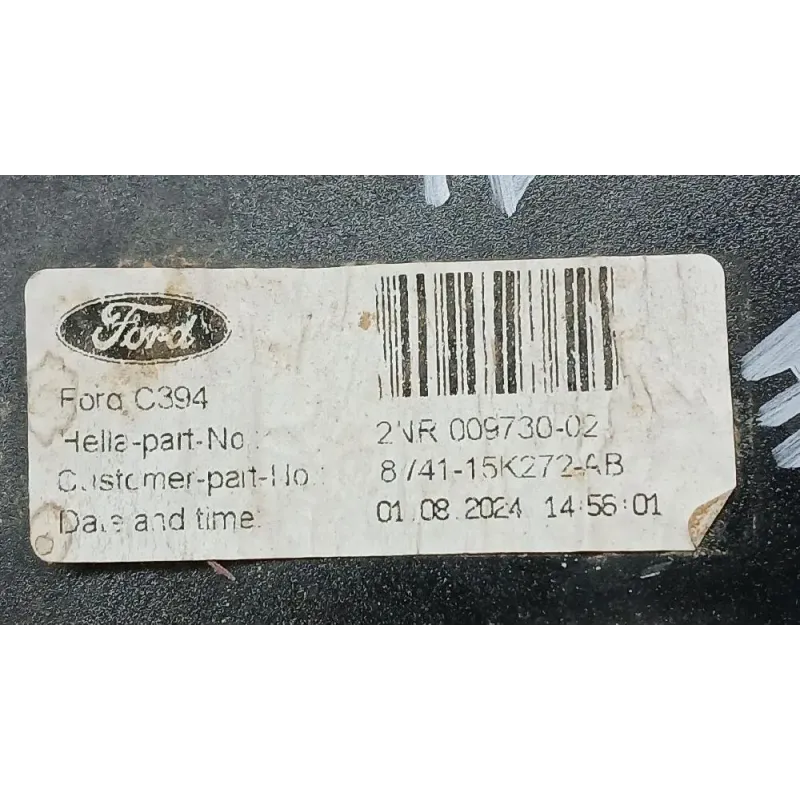 Ford
Ford C394
Hella-part-No.: 2VR 009730-02
Customer-part-No.: 8V41-15K272-AB
Date and time: 01.08.2024 14:56:01